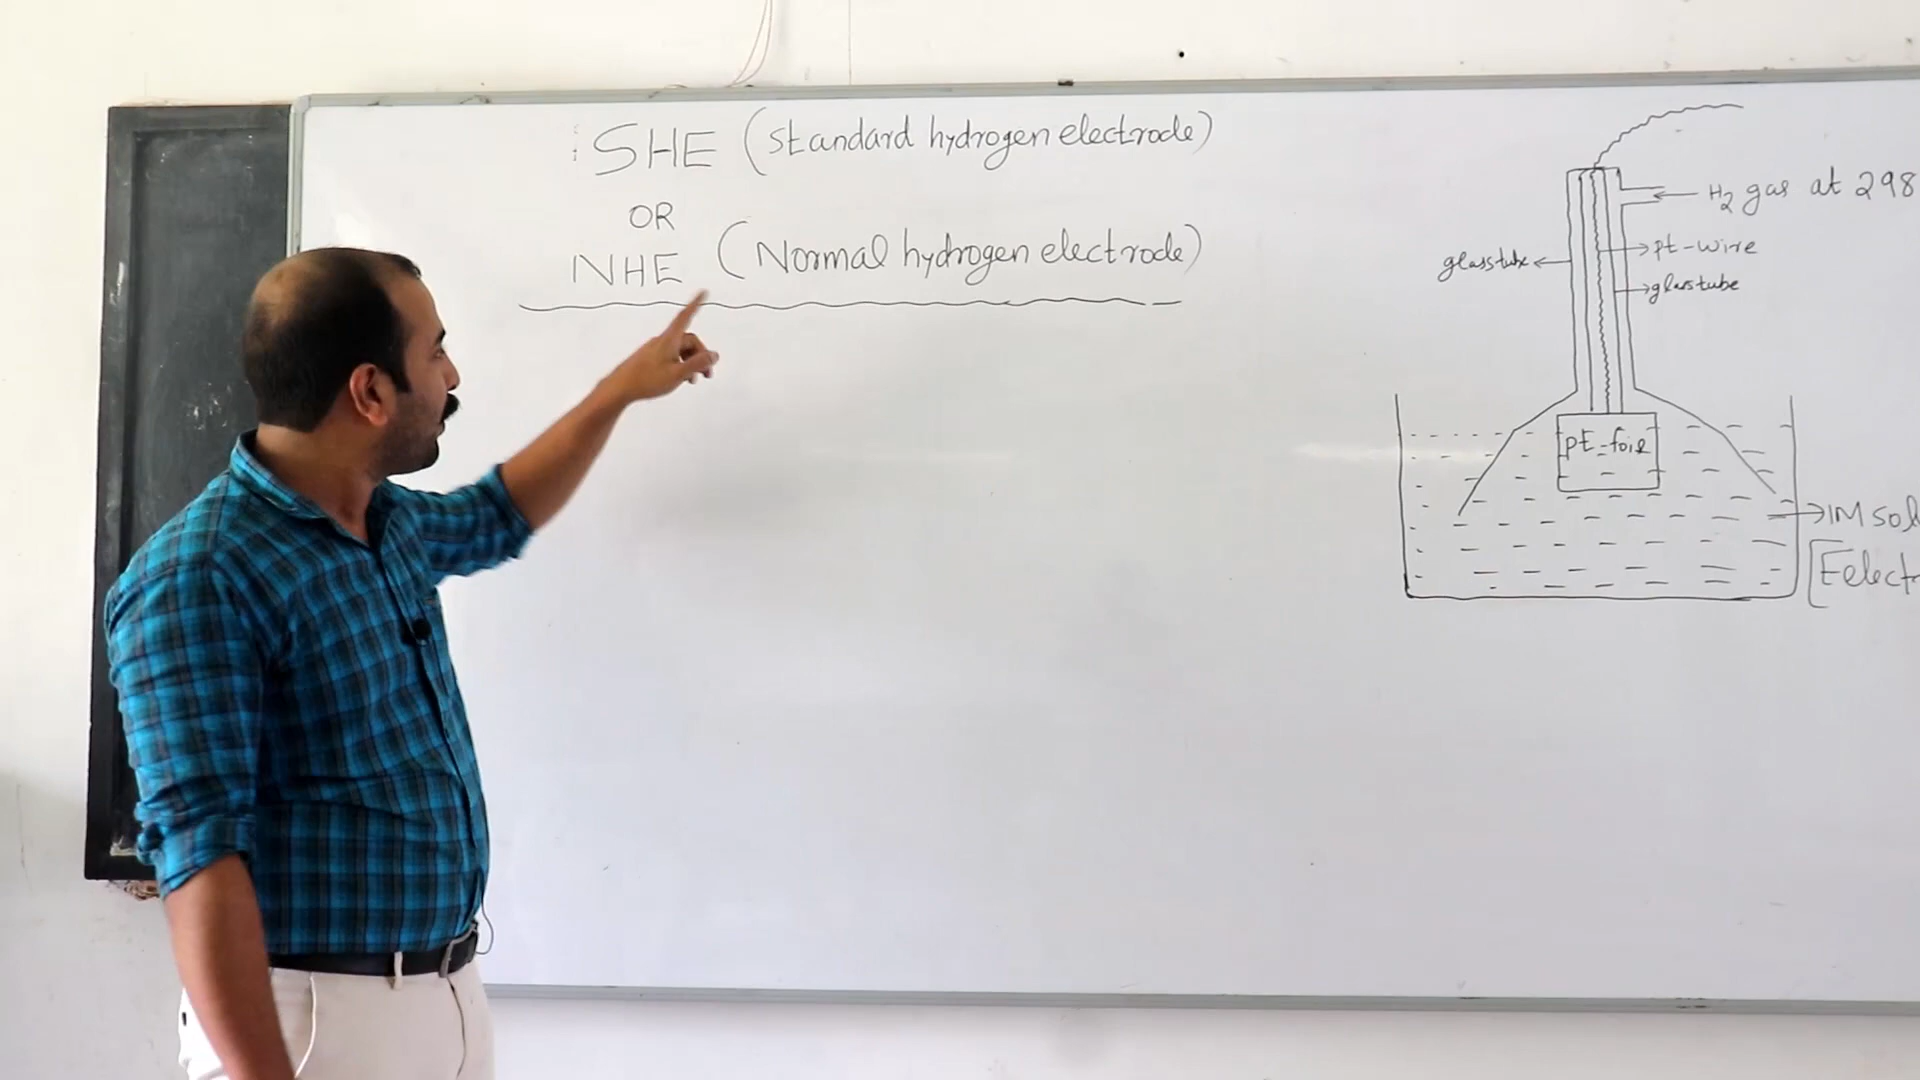 SHE (standard hydrogen electrode)
OR
NHE (Normal hydrogen electrode)
H2 gas at 298
pt-wire
glasstube
glasstube
pt-foil
1M sol
[Eelectr